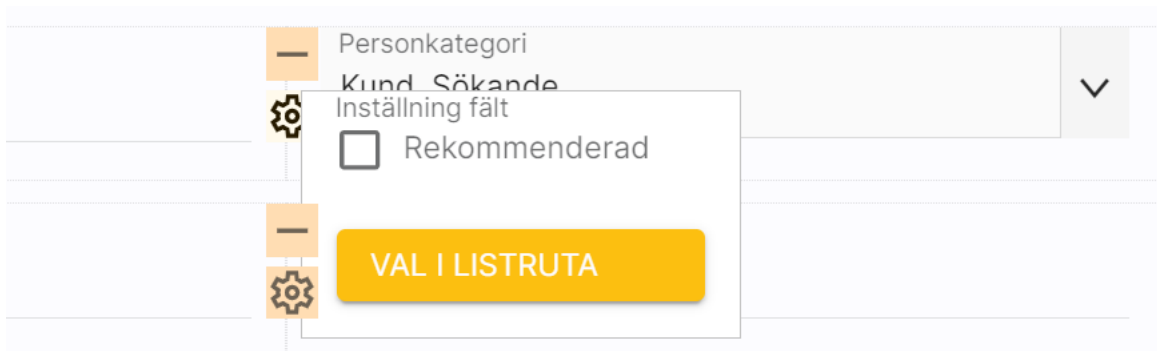 Personkategori
Kund, Sökande
Inställning fält
Rekommenderad
VAL I LISTRUTA